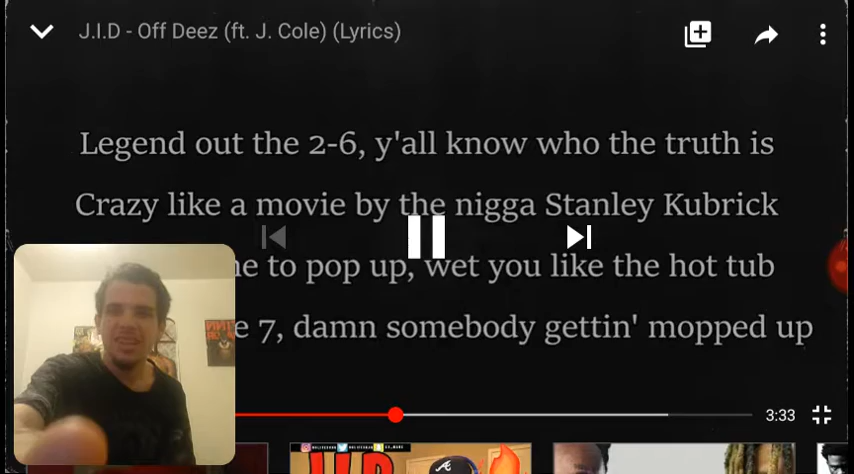 J.I.D - Off Deez (ft. J. Cole) (Lyrics)
Legend out the 2-6, y'all know who the truth is
Crazy like a movie by the nigga Stanley Kubrick
to pop up, wet you like the hot tub
7, damn somebody gettin' mopped up
3:33